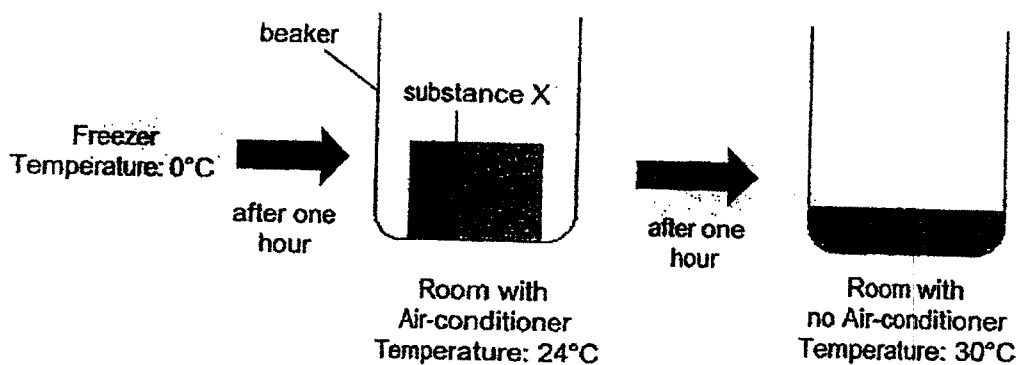 beaker
substance X
Freezer
Temperature: 0°C
after one
hour
after one
hour
Room with
Air-conditioner
Temperature: 24°C
Room with
no Air-conditioner
Temperature: 30°C